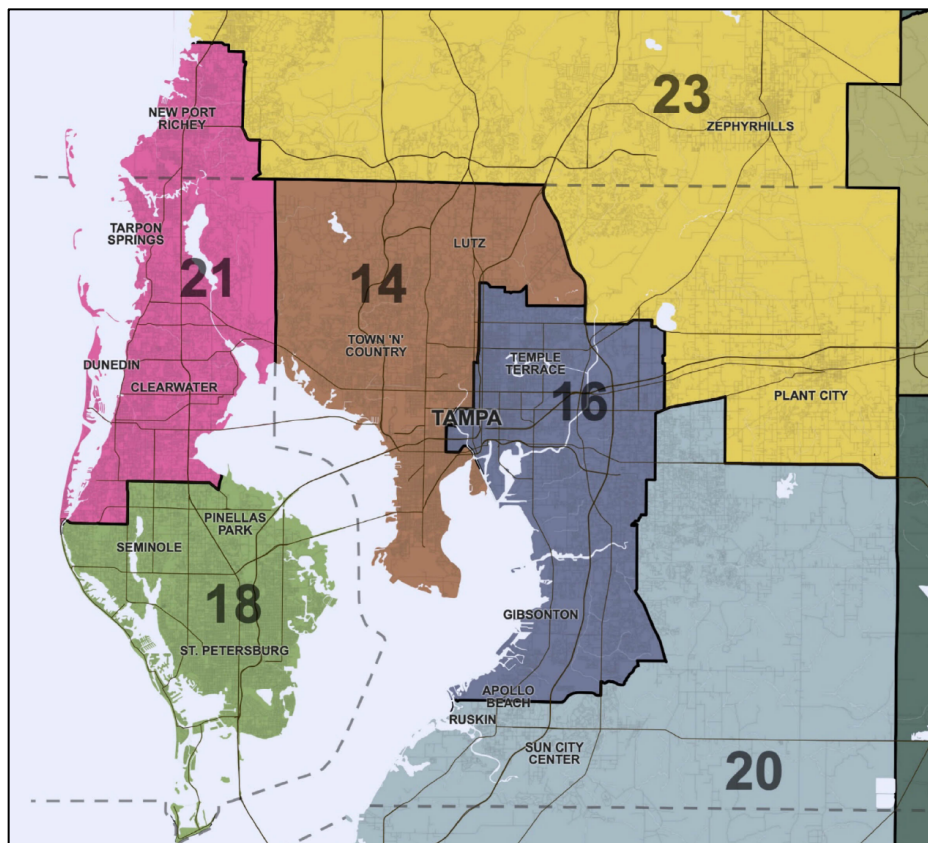 23
NEW PORT
RICHEY
ZEPHYRHILLS
TARPON
SPRINGS
LUTZ
21
14
TOWN 'N'
COUNTRY
DUNEDIN
CLEARWATER
TEMPLE
TERRACE
16
PLANT CITY
TAMPA
PINELLAS
PARK
SEMINOLE
18
GIBSONTON
ST. PETERSBURG
APOLLO
BEACH
RUSKIN
SUN CITY
CENTER
20